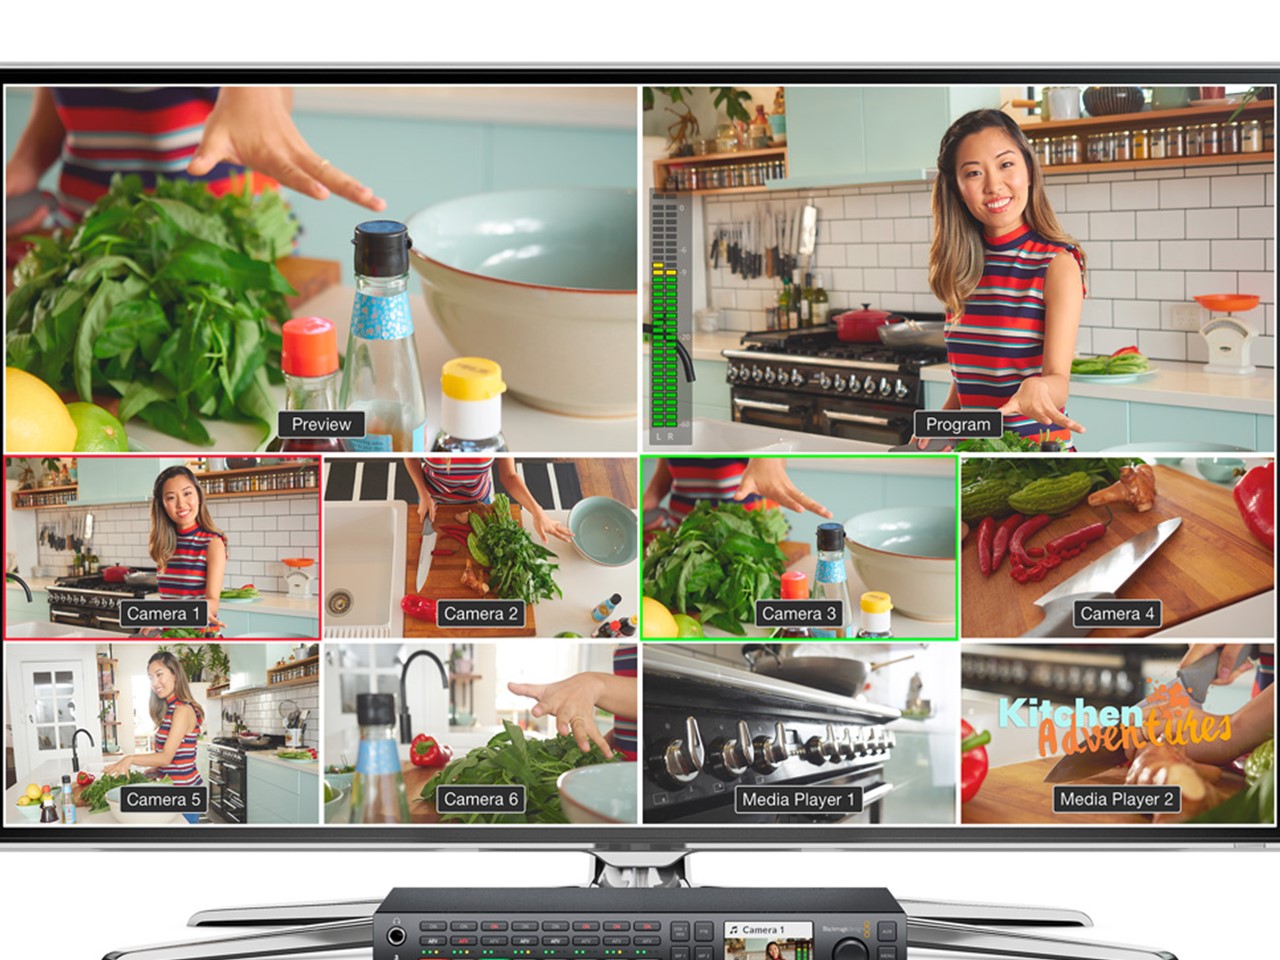 Preview
Program
L R
Camera 1
Camera 2
Camera 3
Camera 4
Camera 5
Camera 6
Media Player 1
Media Player 2
Kitchen
Adventures
Camera 1
Blackmagicdesign